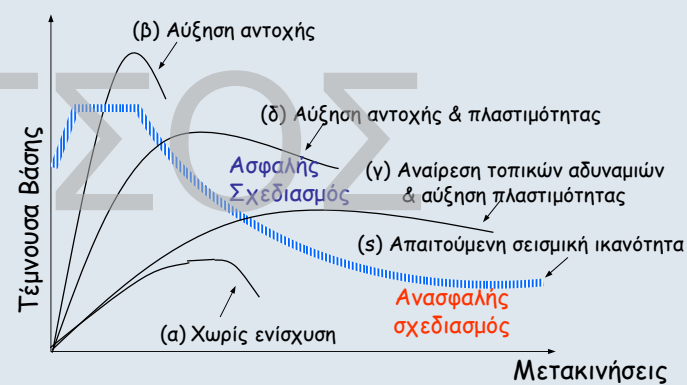 (β) Αύξηση αντοχής
(δ) Αύξηση αντοχής & πλαστιμότητας
Ασφαλής
Σχεδιασμός
(γ) Αναίρεση τοπικών αδυναμιών
& αύξηση πλαστιμότητας
(s) Απαιτούμενη σεισμική ικανότητα
Ανασφαλής
σχεδιασμός
(α) Χωρίς ενίσχυση
Τέμνουσα Βάσης
Μετακινήσεις
ΣΟΣ